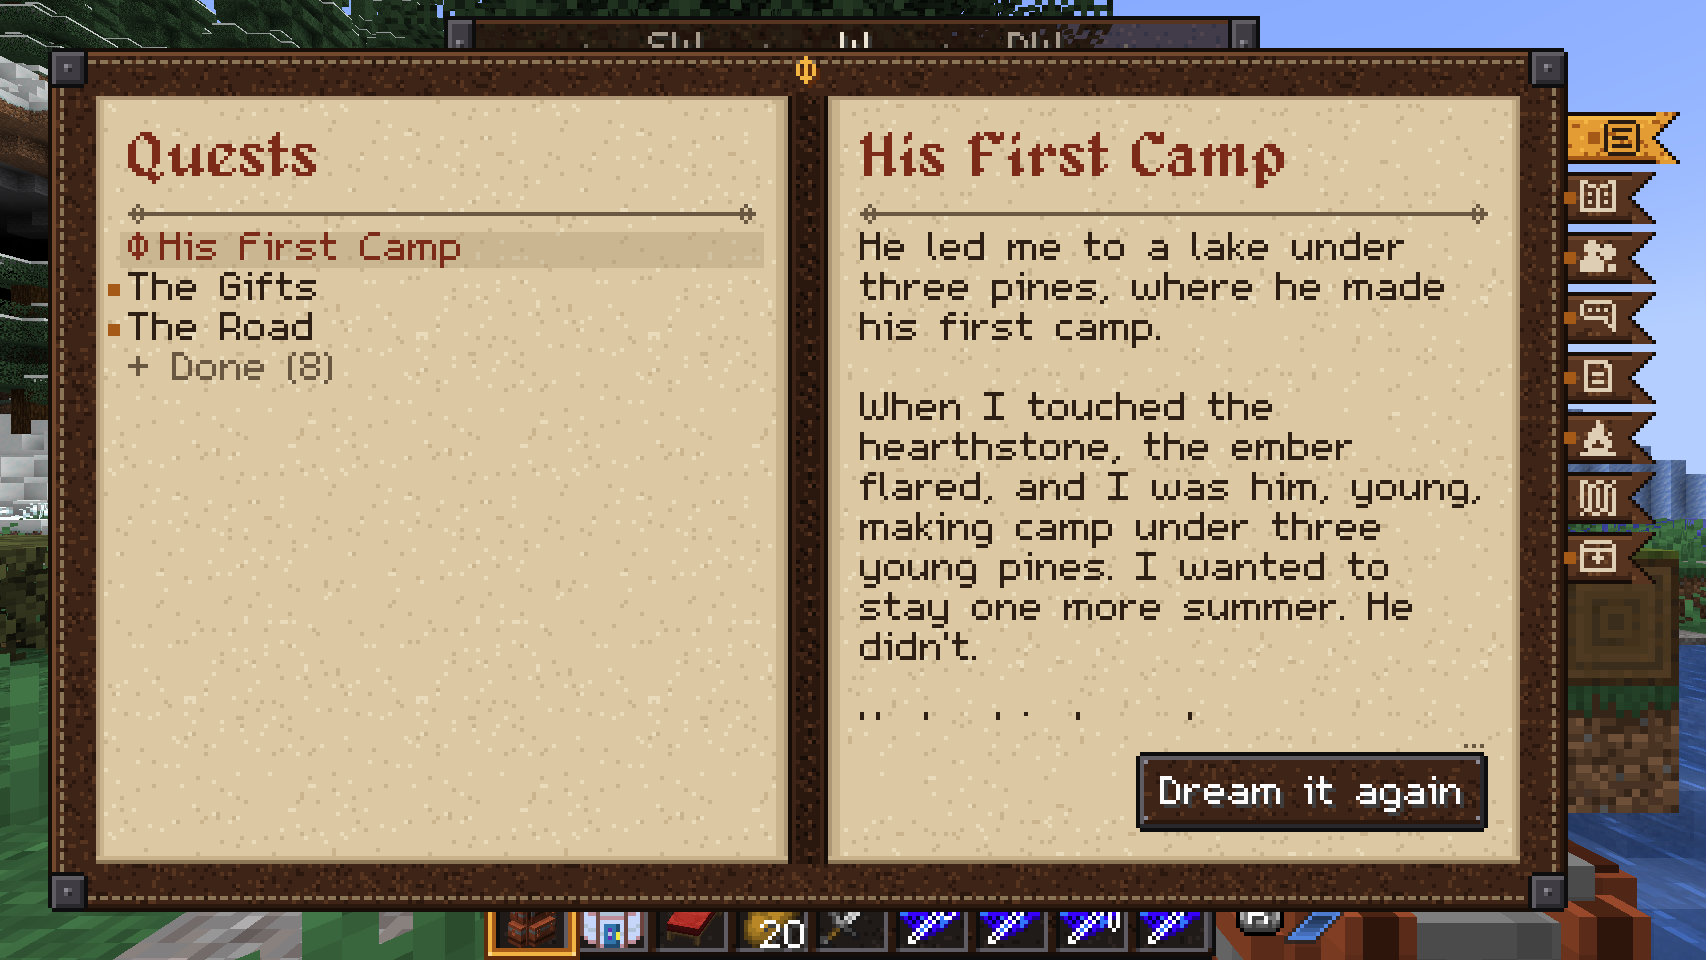 Quests
His First Camp
The Gifts
The Road
+ Done (8)
His First Camp
He led me to a lake under
three pines, where he made
his first camp.
When I touched the
hearthstone, the ember
flared, and I was him, young,
making camp under three
young pines. I wanted to
stay one more summer. He
didn't.
...
Dream it again
20